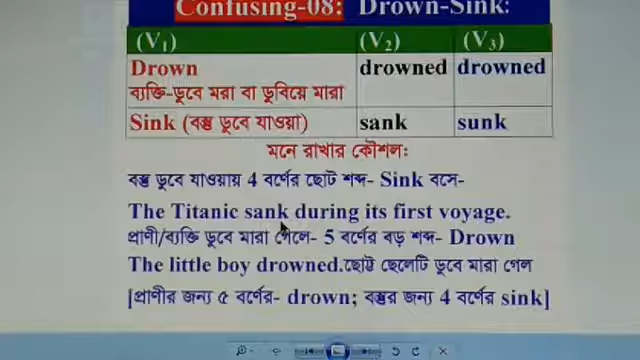 Confusing-08: Drown-Sink:
(V₁) (V₂) (V₃)
Drown drowned drowned
ব্যক্তি-ডুবে মরা বা ডুবিয়ে মারা
Sink (বস্তু ডুবে যাওয়া) sank sunk
মনে রাখার কৌশল:
বস্তু ডুবে যাওয়ায় 4 বর্ণের ছোট শব্দ- Sink বসে-
The Titanic sank during its first voyage.
প্রাণী/ব্যক্তি ডুবে মারা গেলে- 5 বর্ণের বড় শব্দ- Drown
The little boy drowned.ছোট্ট ছেলেটি ডুবে মারা গেল
[প্রাণীর জন্য ৫ বর্ণের- drown; বস্তুর জন্য 4 বর্ণের sink]